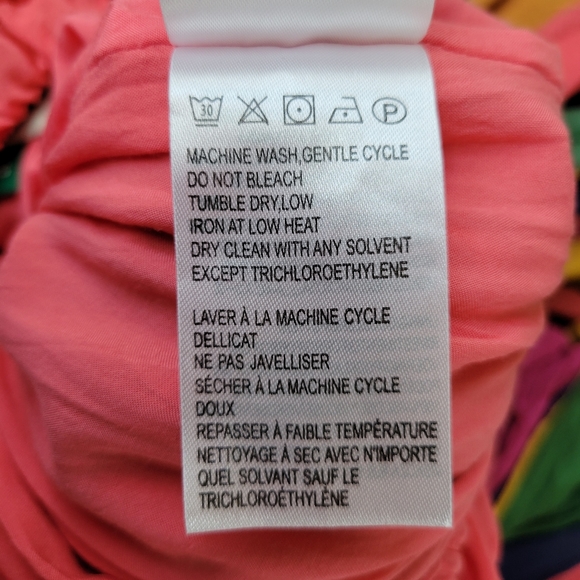 30 P
MACHINE WASH,GENTLE CYCLE
DO NOT BLEACH
TUMBLE DRY,LOW
IRON AT LOW HEAT
DRY CLEAN WITH ANY SOLVENT
EXCEPT TRICHLOROETHYLENE
LAVER À LA MACHINE CYCLE
DELLICAT
NE PAS JAVELLISER
SÉCHER À LA MACHINE CYCLE
DOUX
REPASSER À FAIBLE TEMPÉRATURE
NETTOYAGE À SEC AVEC N'IMPORTE
QUEL SOLVANT SAUF LE
TRICHLOROÉTHYLÈNE